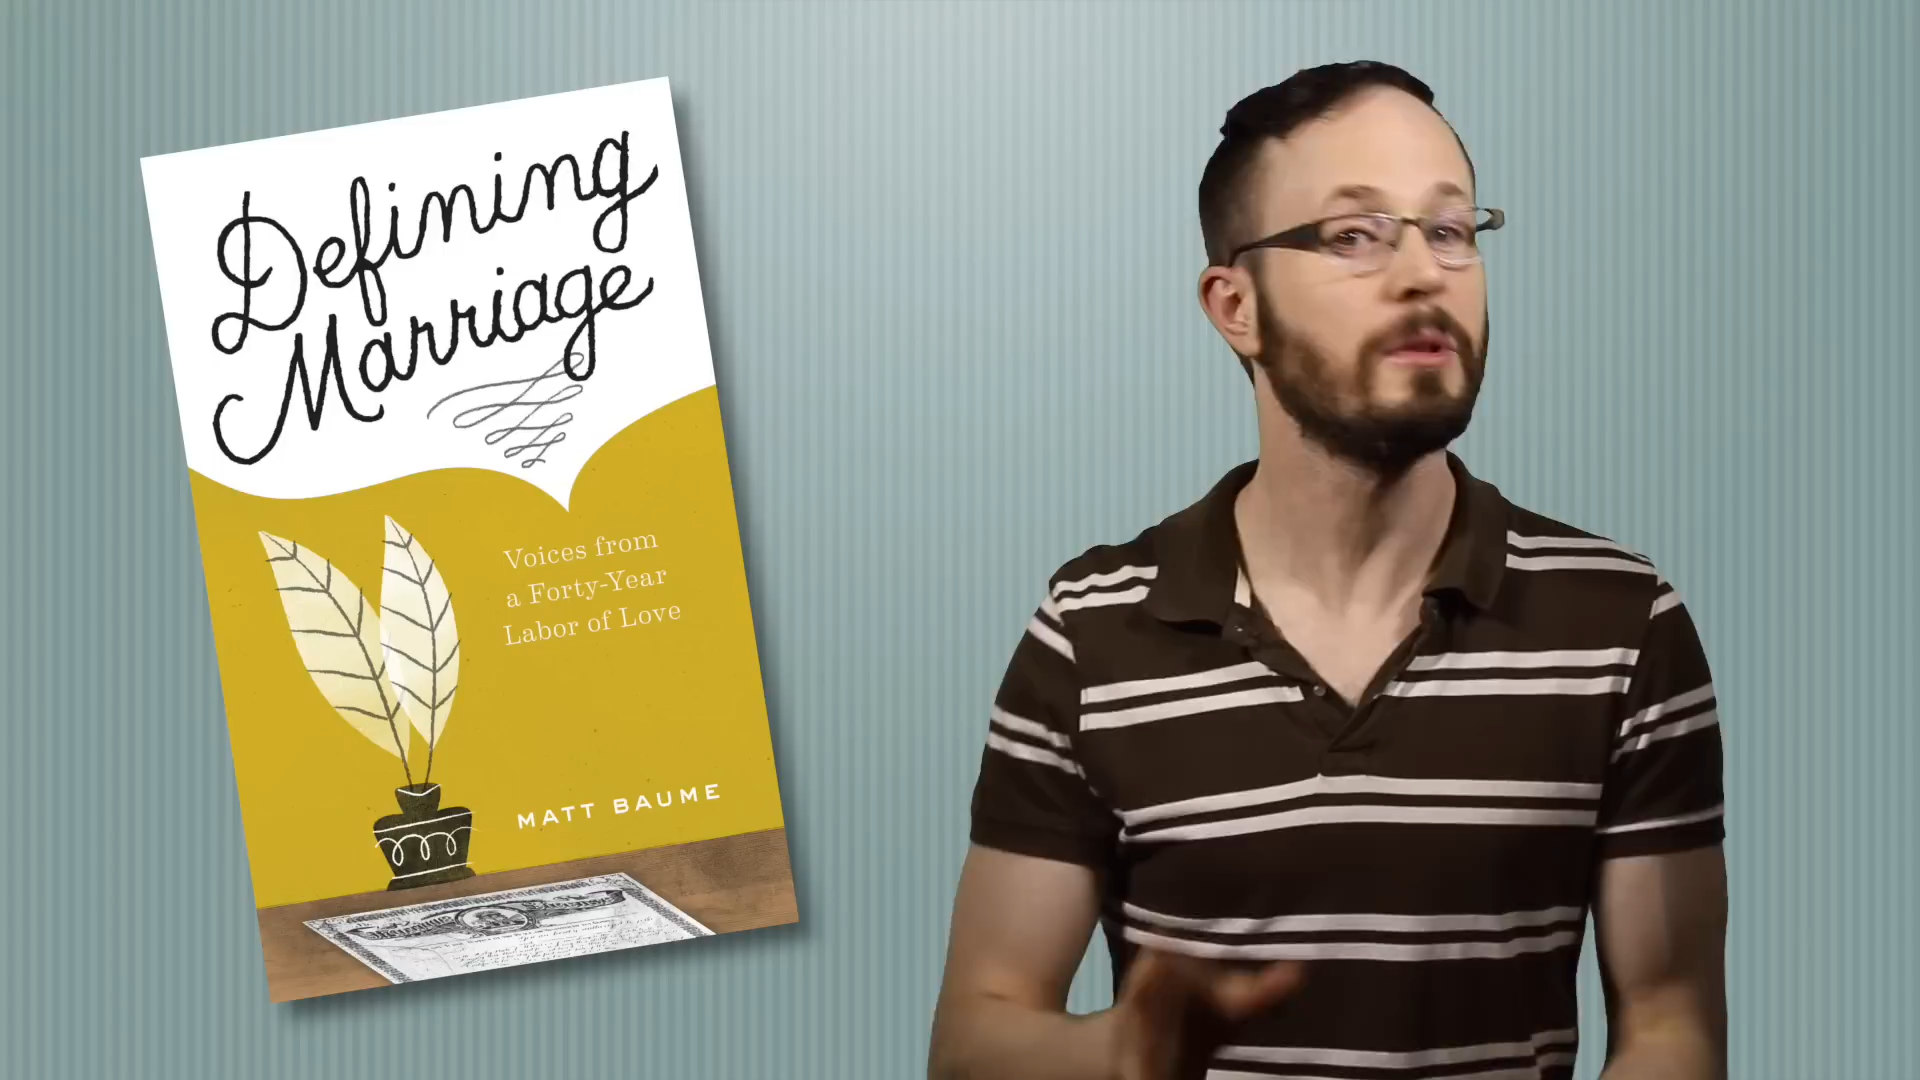 Defining
Marriage
Voices from
a Forty-Year
Labor of Love
MATT BAUME